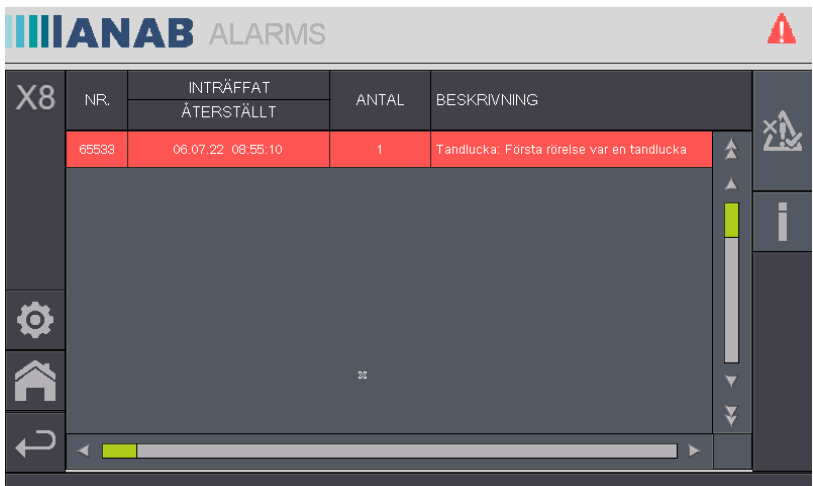 ANAB ALARMS
X8
NR.
INTRÄFFAT
ÅTERSTÄLLT
ANTAL
BESKRIVNING
65533 06.07.22 08:55:10 1 Tandlucka: Första rörelse var en tandlucka